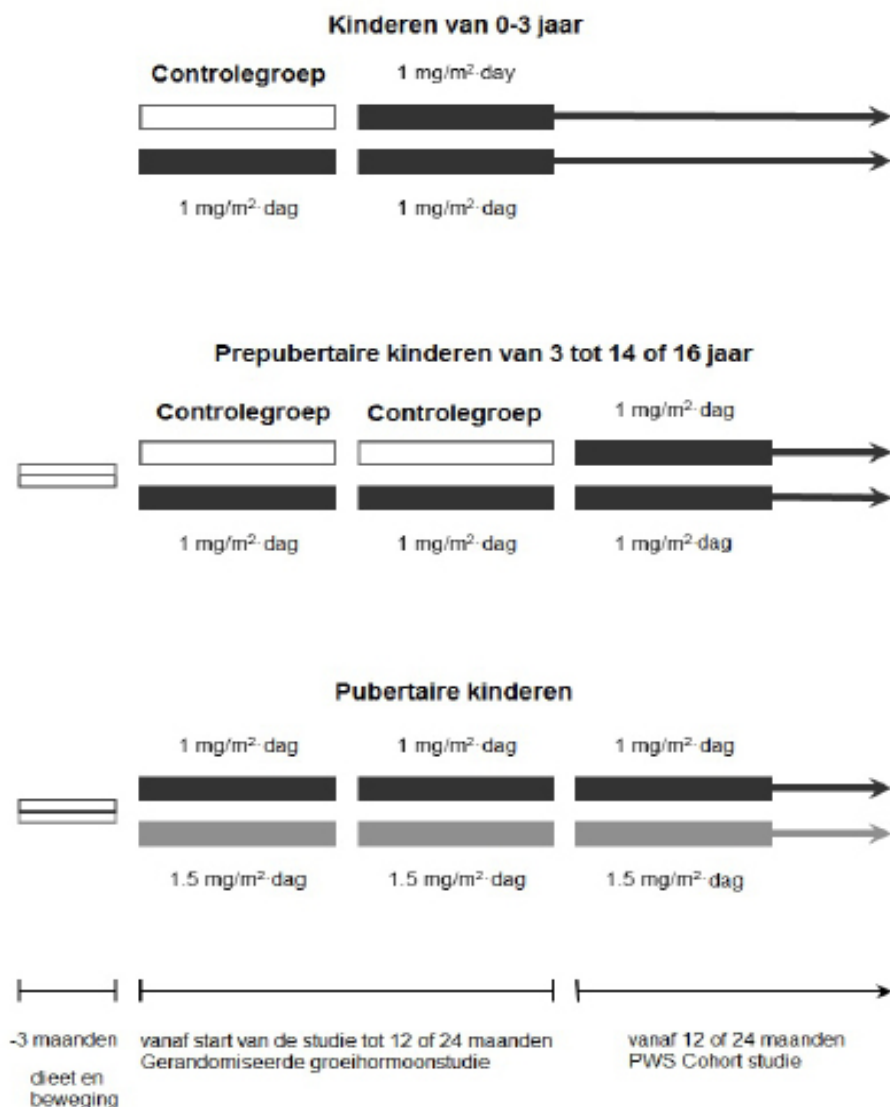 Kinderen van 0-3 jaar
Controlegroep 1 mg/m²·day
1 mg/m²·dag 1 mg/m²·dag
Prepubertaire kinderen van 3 tot 14 of 16 jaar
Controlegroep Controlegroep 1 mg/m²·dag
1 mg/m²·dag 1 mg/m²·dag 1 mg/m²·dag
Pubertaire kinderen
1 mg/m²·dag 1 mg/m²·dag 1 mg/m²·dag
1.5 mg/m²·dag 1.5 mg/m²·dag 1.5 mg/m²·dag
-3 maanden
dieet en
beweging
vanaf start van de studie tot 12 of 24 maanden
Gerandomiseerde groeihormoonstudie
vanaf 12 of 24 maanden
PWS Cohort studie